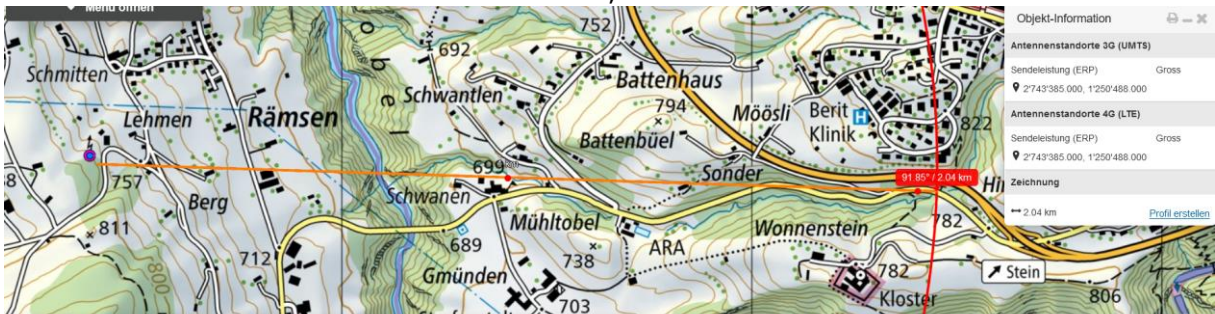 Menü öffnen
Objekt-Information
Antennenstandorte 3G (UMTS)
Sendeleistung (ERP) Gross
2'743'385.000, 1'250'488.000
Antennenstandorte 4G (LTE)
Sendeleistung (ERP) Gross
2'743'385.000, 1'250'488.000
Zeichnung
2.04 km Profil erstellen
692
752
Schmitten
Schwantlen
Battenhaus
794
Möösli
Berit
Klinik
H
822
Lehmen
Rämsen
Battenbüel
699
Sonder
91.85° / 2.04 km
757
Berg
Schwanen
Mühltobel
782
811
712
689
738
ARA
Wonnenstein
Gmünden
703
782
Kloster
Stein
806
800